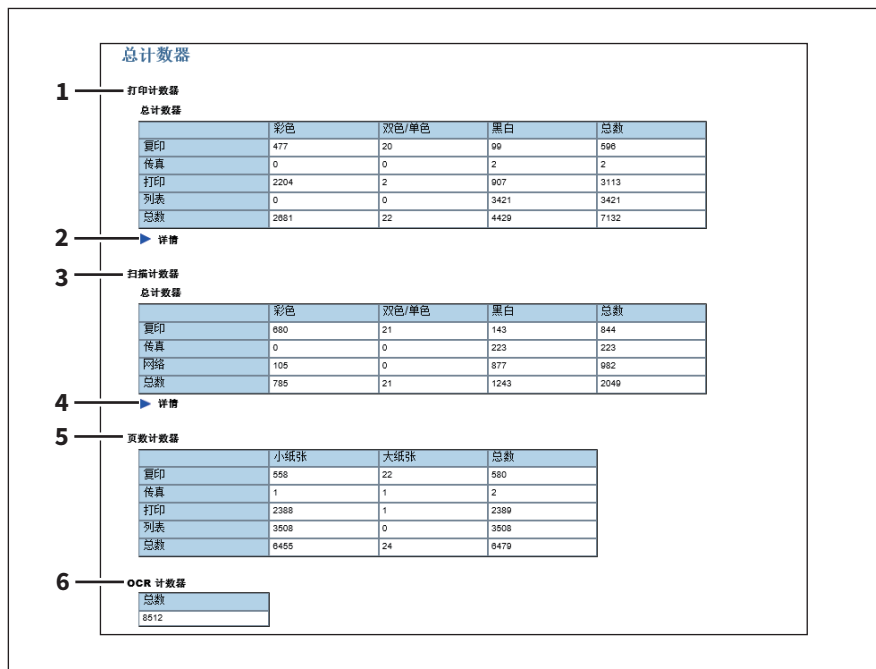 总计数器
1 打印计数器
总计数器
彩色 双色/单色 黑白 总数
复印 477 20 99 596
传真 0 0 2 2
打印 2204 2 907 3113
列表 0 0 3421 3421
总数 2681 22 4429 7132
2 详情
3 扫描计数器
总计数器
彩色 双色/单色 黑白 总数
复印 680 21 143 844
传真 0 0 223 223
网络 105 0 877 982
总数 785 21 1243 2049
4 详情
5 页数计数器
小纸张 大纸张 总数
复印 558 22 580
传真 1 1 2
打印 2388 1 2389
列表 3508 0 3508
总数 6455 24 6479
6 OCR 计数器
总数
8512